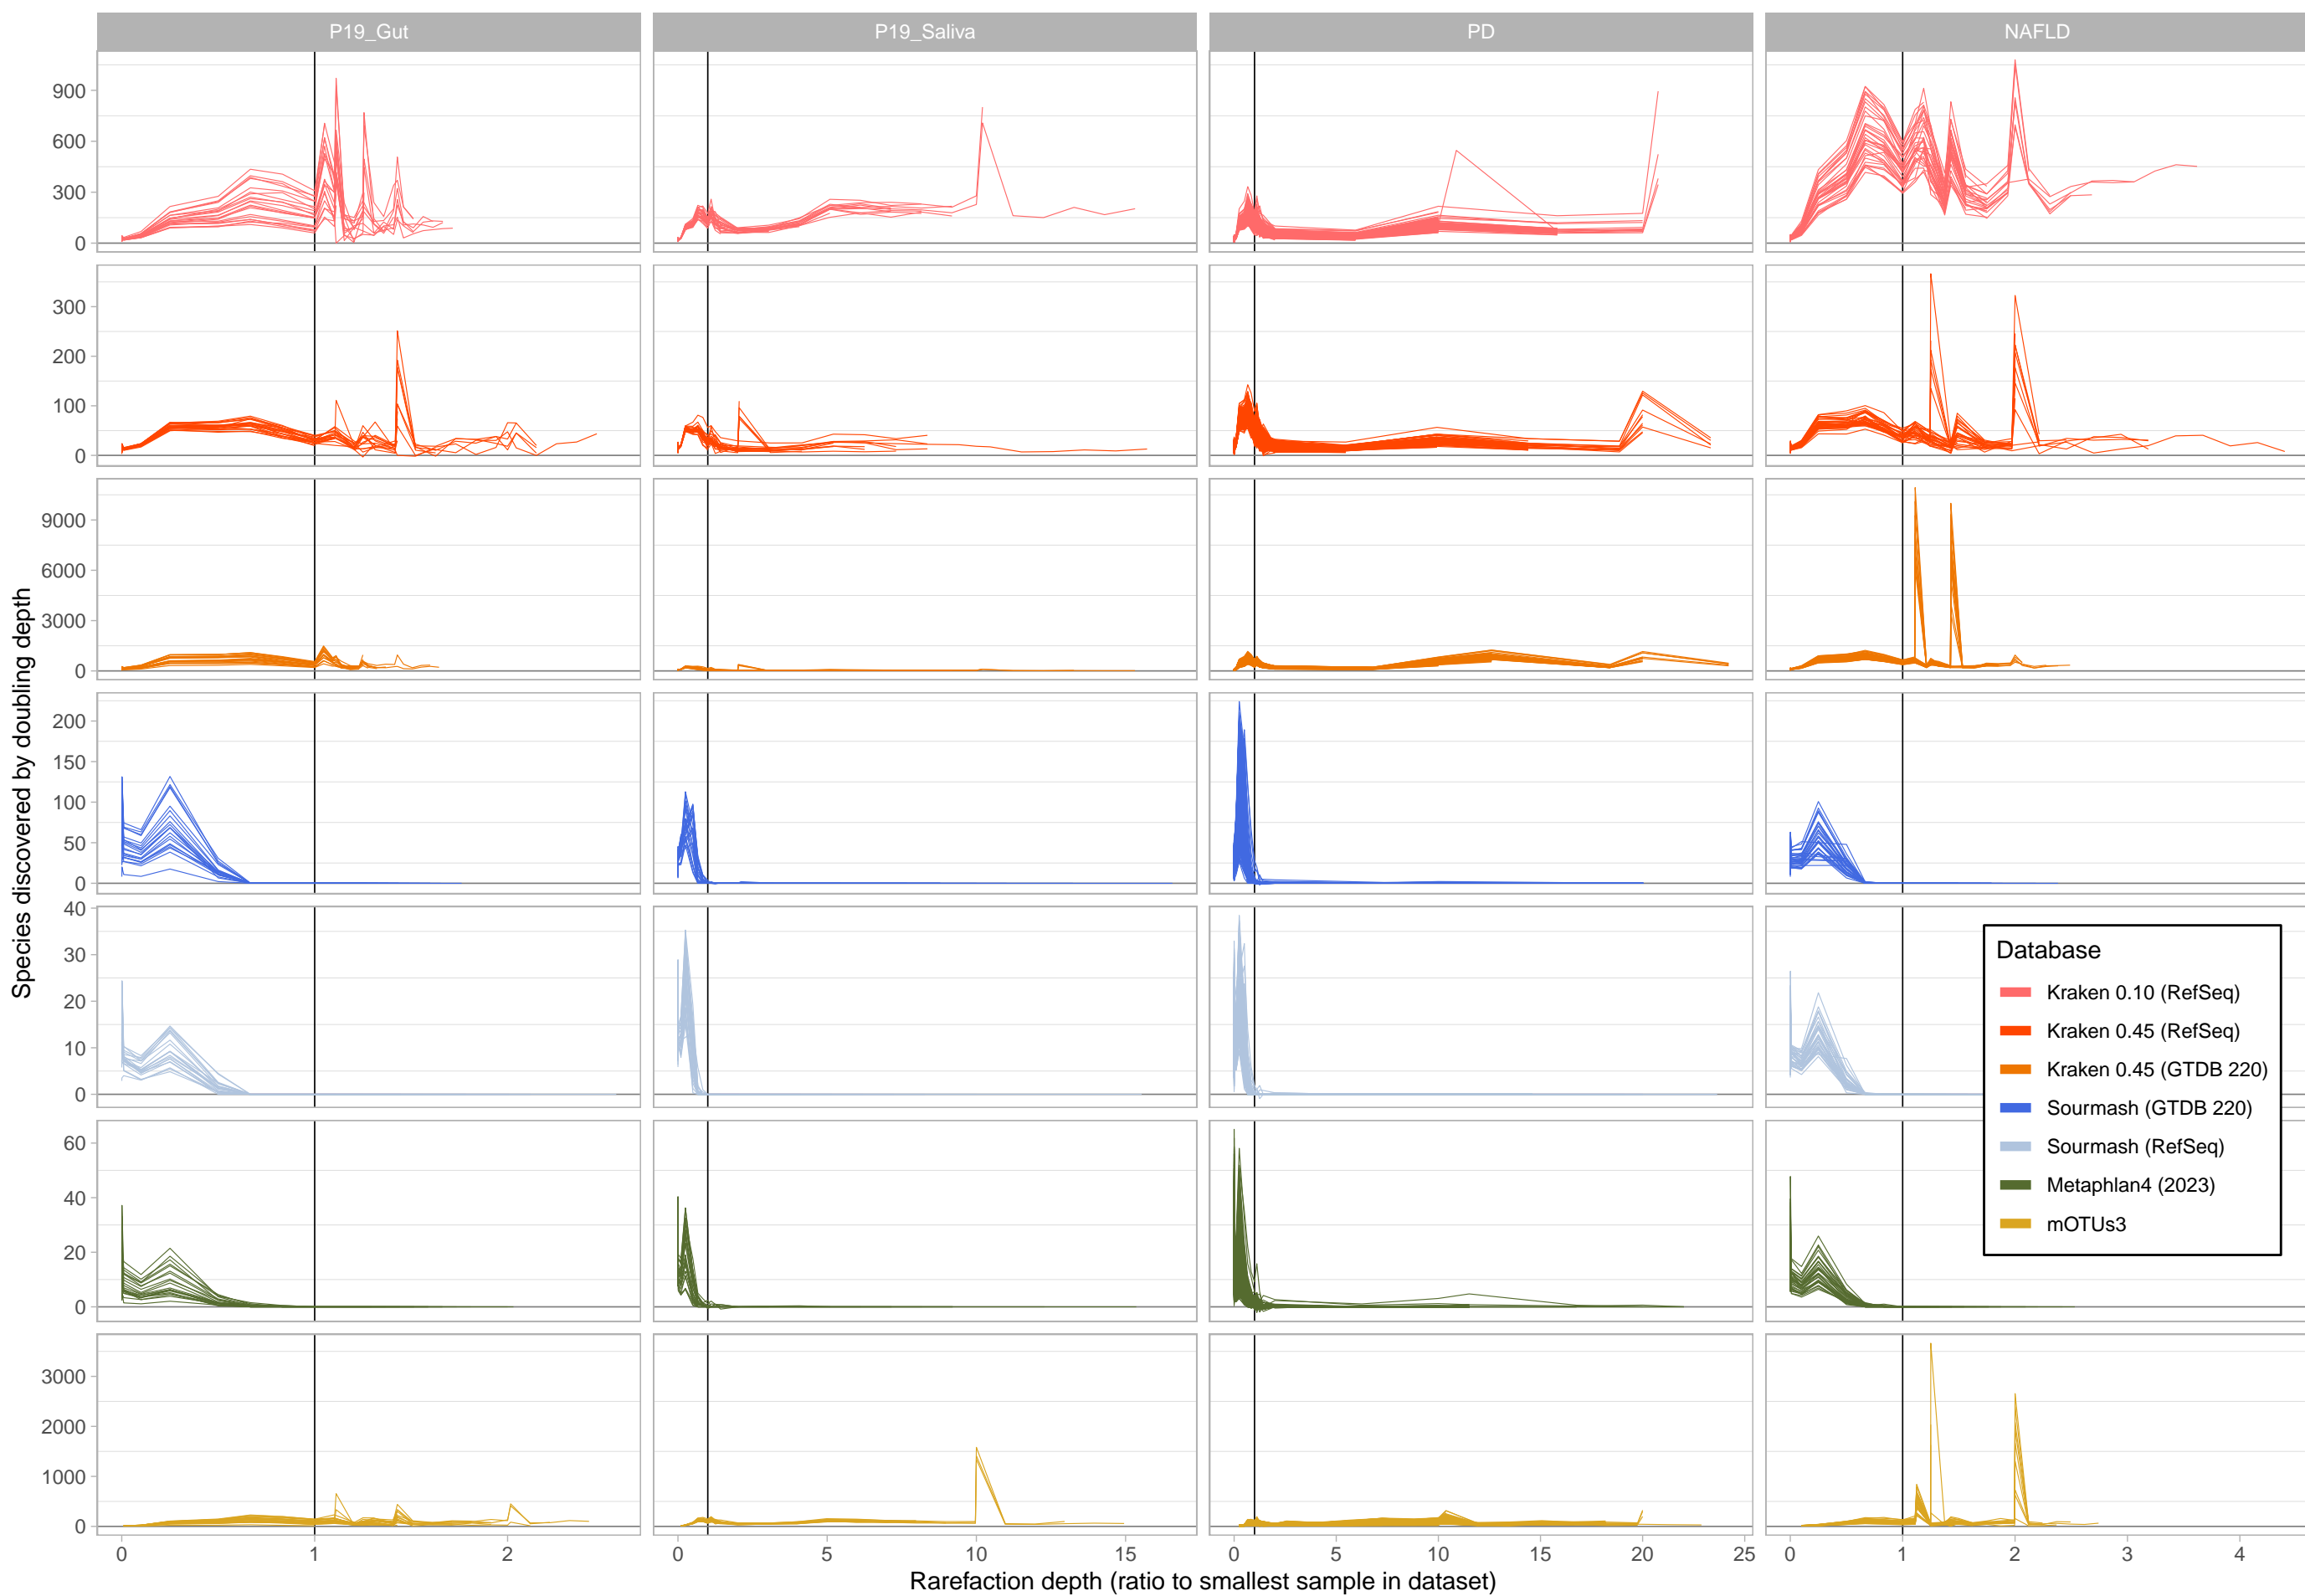 P19_Gut P19_Saliva PD NAFLD
900
600
300
0
300
200
100
0
9000
6000
3000
0
200
150
100
50
0
40
30
20
10
0
60
40
20
0
3000
2000
1000
0
Species discovered by doubling depth
Database
Kraken 0.10 (RefSeq)
Kraken 0.45 (RefSeq)
Kraken 0.45 (GTDB 220)
Sourmash (GTDB 220)
Sourmash (RefSeq)
Metaphlan4 (2023)
mOTUs3
0 1 2 0 5 10 15 0 5 10 15 20 25 0 1 2 3 4
Rarefaction depth (ratio to smallest sample in dataset)